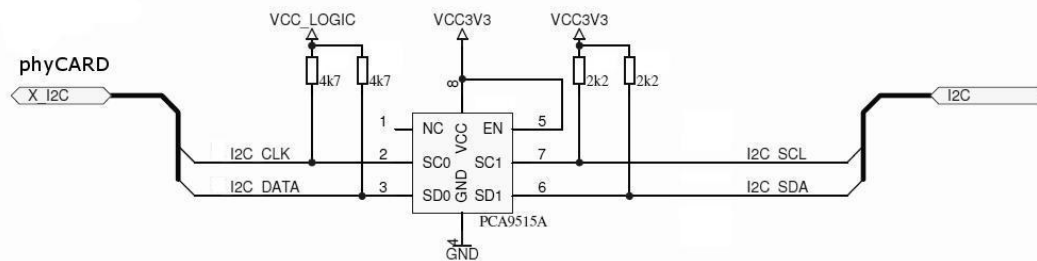 VCC_LOGIC
VCC3V3
VCC3V3
phyCARD
4k7
4k7
8
2k2
2k2
X_I2C
I2C
1
NC
VCC
EN
5
I2C_CLK
2
SC0
SC1
7
I2C_SCL
I2C_DATA
3
SD0
GND
SD1
6
I2C_SDA
PCA9515A
4
GND